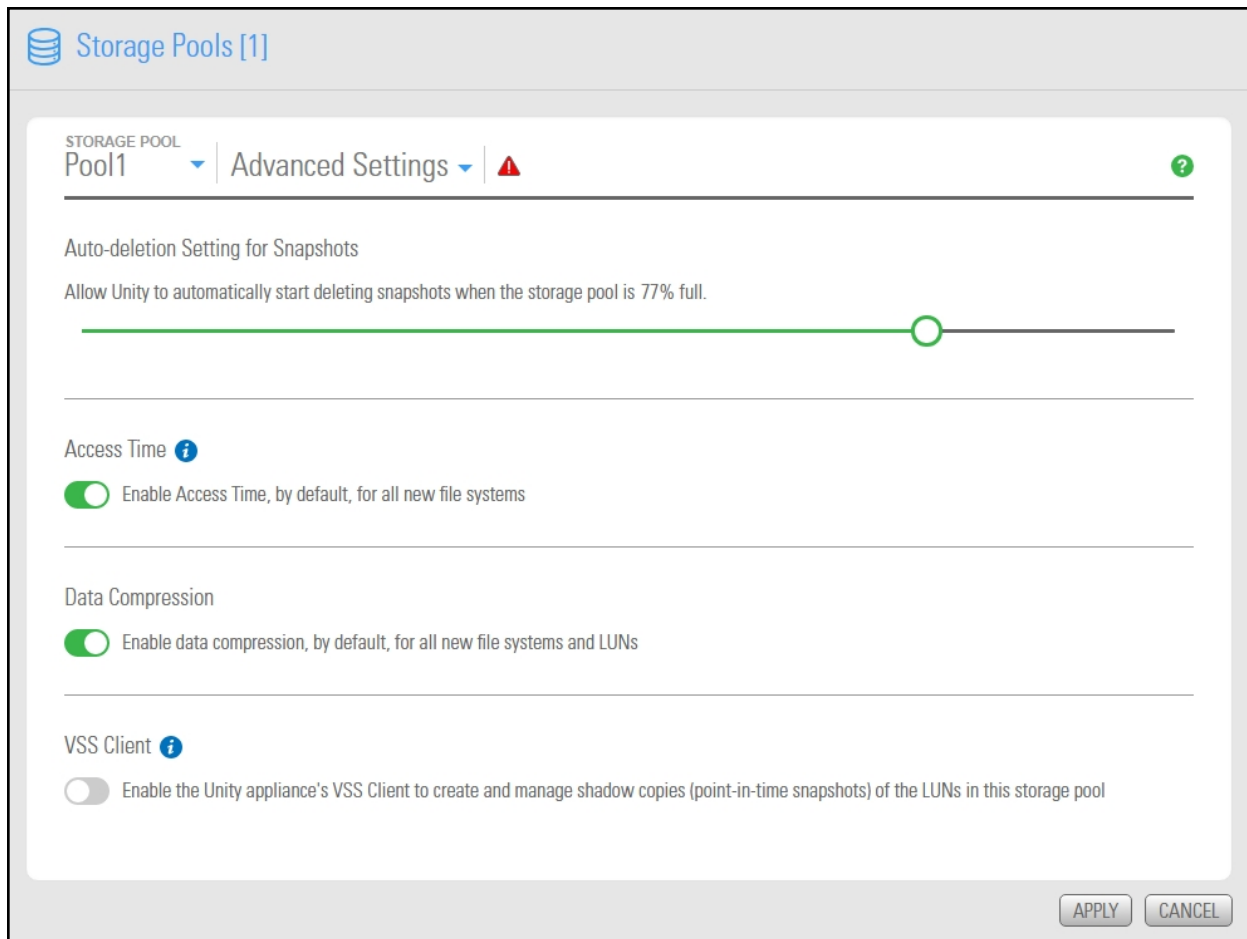 Storage Pools [1]
STORAGE POOL
Pool1
Advanced Settings
Auto-deletion Setting for Snapshots
Allow Unity to automatically start deleting snapshots when the storage pool is 77% full.
Access Time
Enable Access Time, by default, for all new file systems
Data Compression
Enable data compression, by default, for all new file systems and LUNs
VSS Client
Enable the Unity appliance's VSS Client to create and manage shadow copies (point-in-time snapshots) of the LUNs in this storage pool
APPLY CANCEL